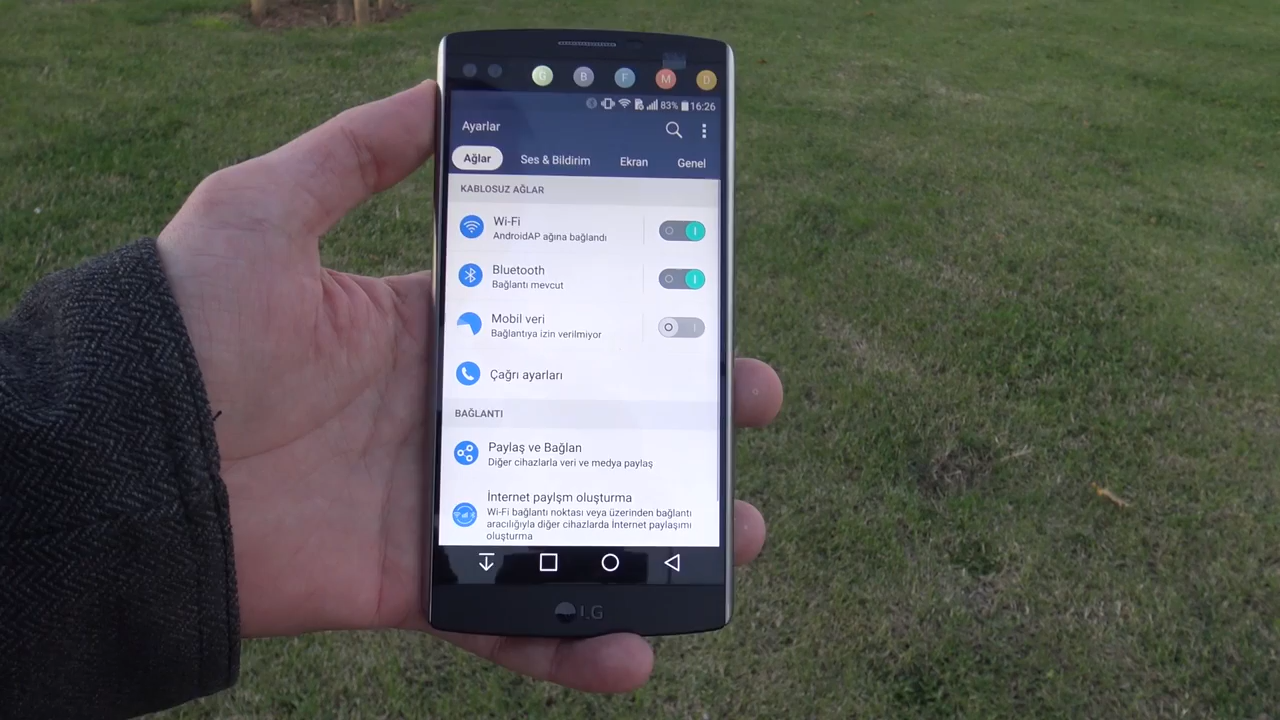 G B F M D
83% 16:26
Ayarlar
Ağlar Ses & Bildirim Ekran Genel
KABLOSUZ AĞLAR
Wi-Fi
AndroidAP ağına bağlandı
Bluetooth
Bağlantı mevcut
Mobil veri
Bağlantıya izin verilmiyor
Çağrı ayarları
BAĞLANTI
Paylaş ve Bağlan
Diğer cihazlarla veri ve medya paylaş
İnternet paylşm oluşturma
Wi-Fi bağlantı noktası veya üzerinden bağlantı
aracılığıyla diğer cihazlarda İnternet paylaşımı
oluşturma
LG